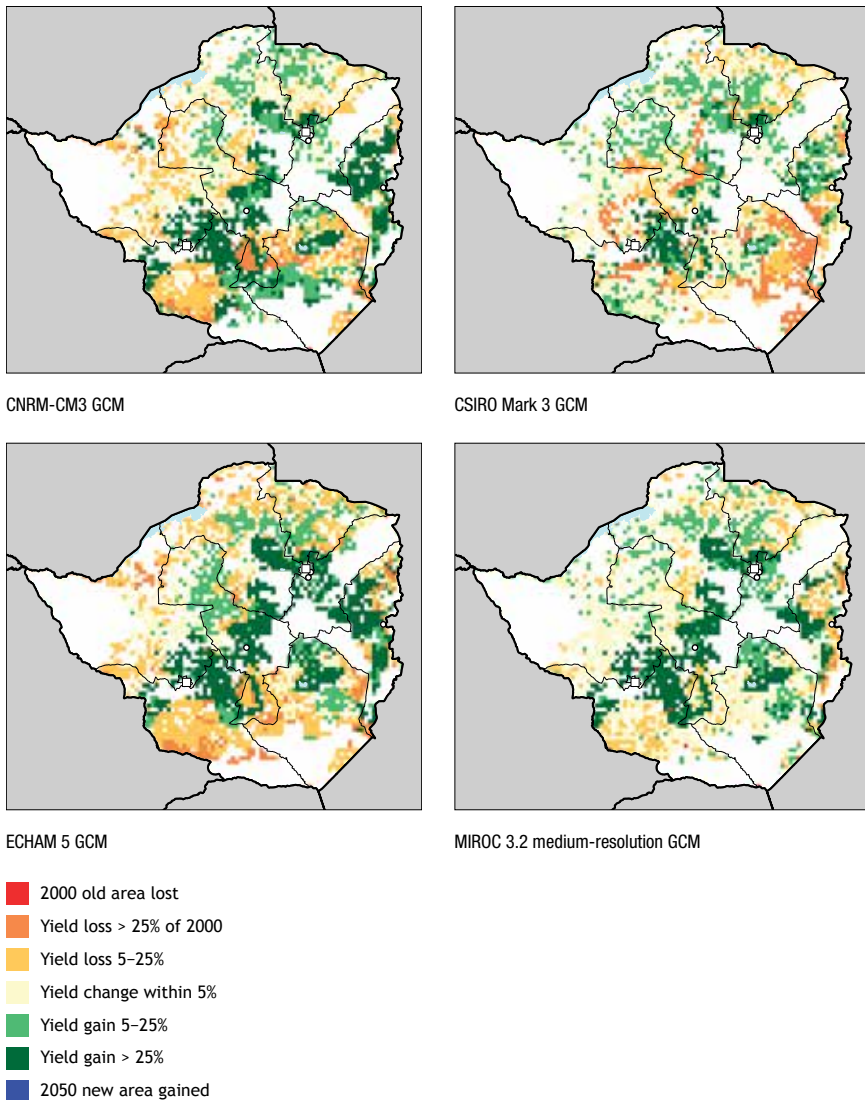 CNRM-CM3 GCM
CSIRO Mark 3 GCM
ECHAM 5 GCM
MIROC 3.2 medium-resolution GCM
2000 old area lost
Yield loss > 25% of 2000
Yield loss 5–25%
Yield change within 5%
Yield gain 5–25%
Yield gain > 25%
2050 new area gained